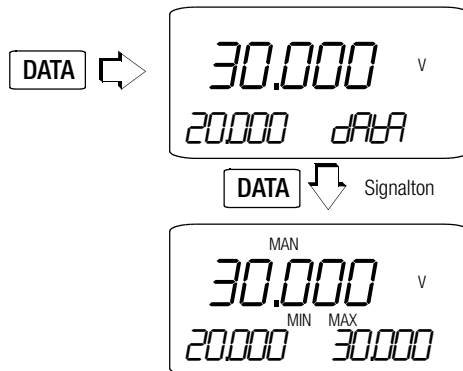 DATA
30.000 V
20.000 dAtA
DATA Signalton
MAN
30.000 V
MIN MAX
20.000 30.000